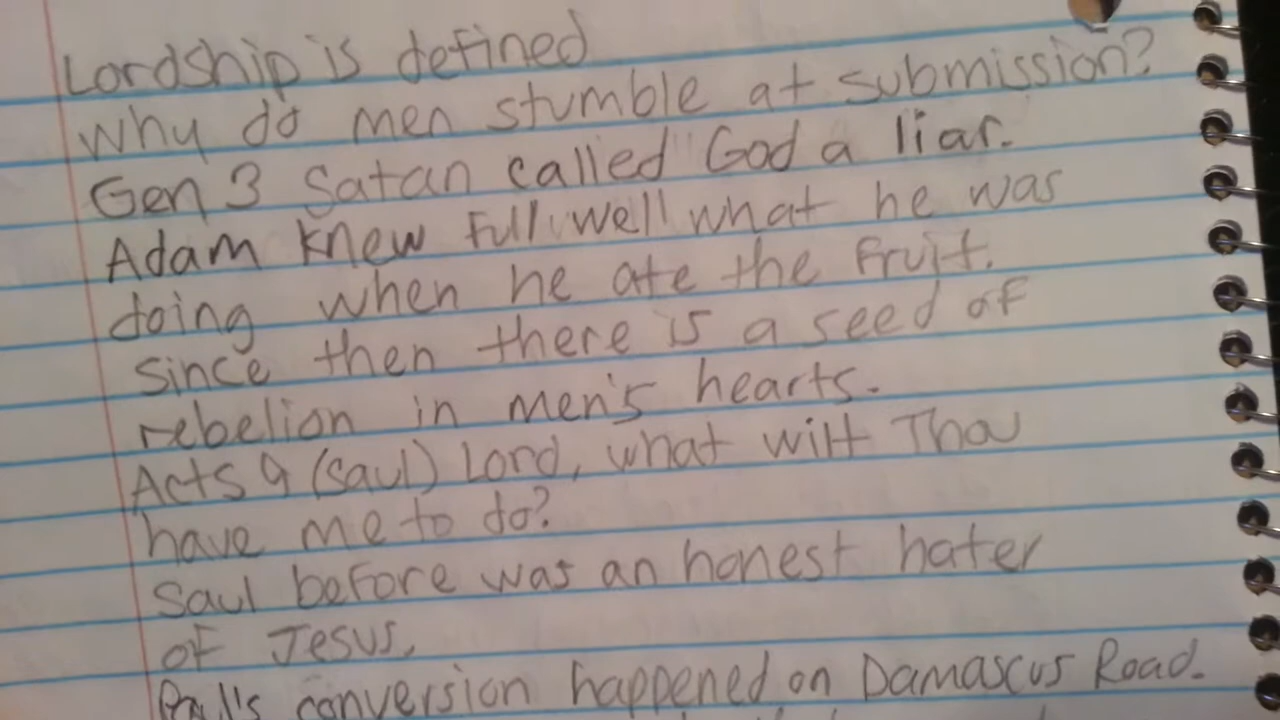 Lordship is defined
Why do men stumble at submission?
Gen 3 Satan called God a liar.
Adam knew full well what he was
doing when he ate the fruit.
since then there is a seed of
rebelion in men's hearts.
Acts 9 (Saul) Lord, what wilt Thou
have me to do?
Saul before was an honest hater
of Jesus.
Paul's conversion happened on Damascus Road.